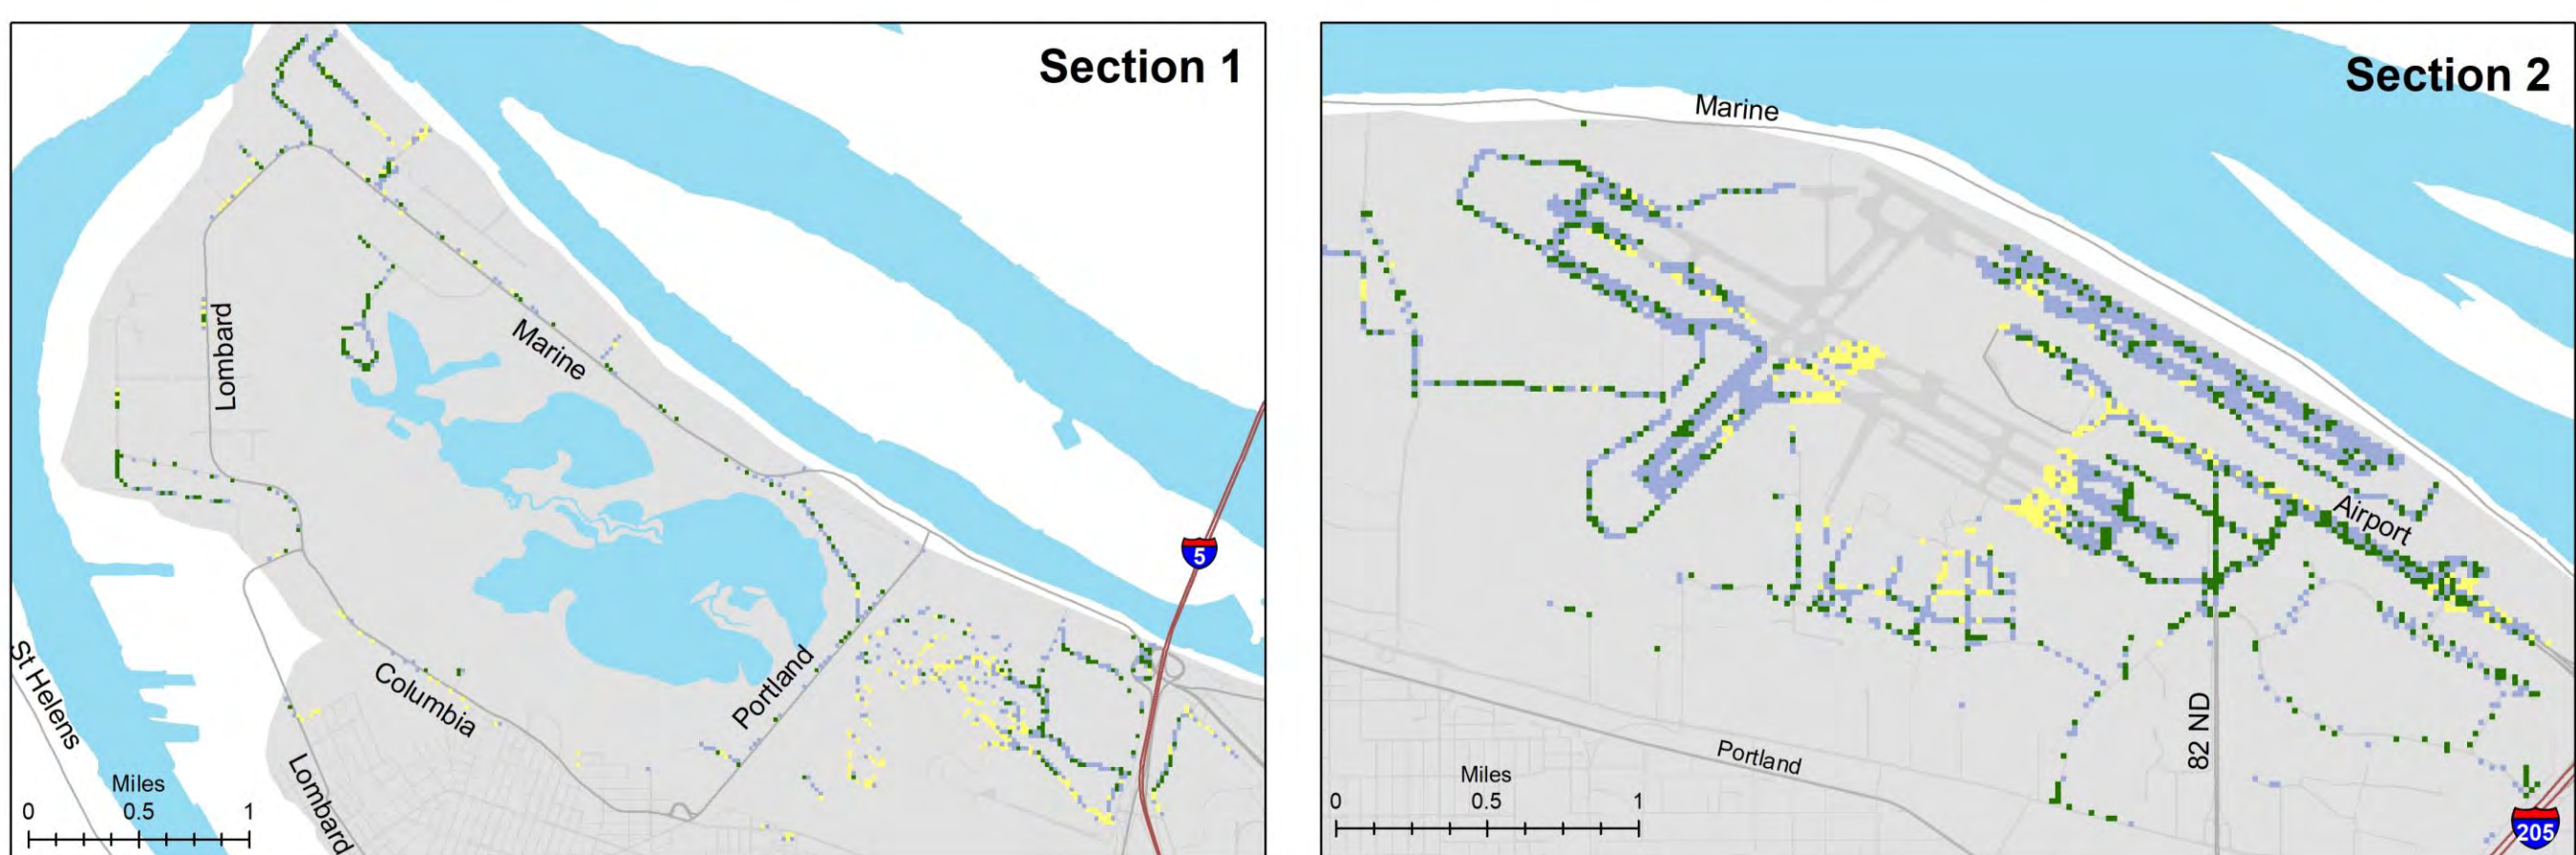 Section 1
Lombard
Marine
5
St Helens
Columbia
Portland
Lombard
Miles
0 0.5 1
Section 2
Marine
Airport
82 ND
Portland
Miles
0 0.5 1
205